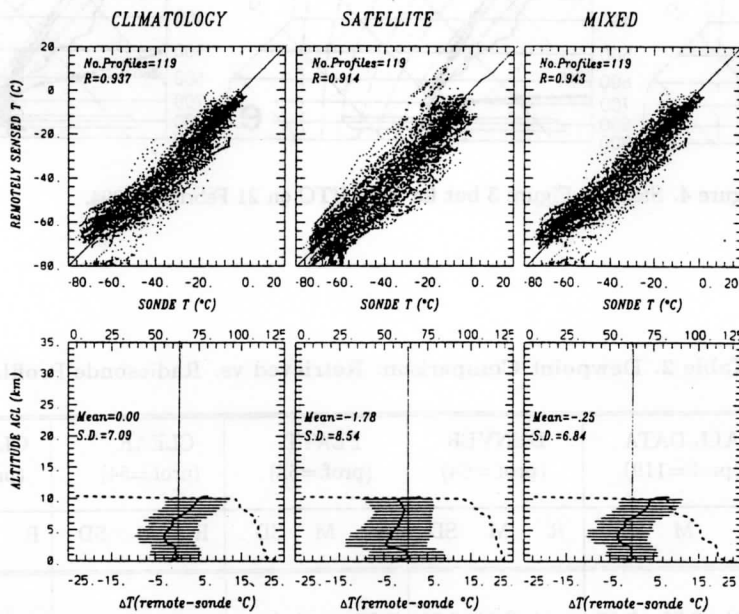 CLIMATOLOGY SATELLITE MIXED
20. No.Profiles=119 No.Profiles=119 No.Profiles=119
R=0.937 R=0.914 R=0.943
0.
-20.
-40.
-60.
-80.
REMOTELY SENSED T (C)
-80. -60. -40. -20. 0. 20 -80. -60. -40. -20. 0. 20 -80. -60. -40. -20. 0. 20
SONDE T (°C) SONDE T (°C) SONDE T (°C)
0. 25 50 75 100 125 0. 25 50 75 100 125 0. 25 50 75 100 125
35.
30.
25.
20.
15.
10.
5.
0.
ALTITUDE AGL (km)
Mean=0.00 Mean=-1.78 Mean=-.25
S.D.=7.09 S.D.=8.54 S.D.=6.84
-25. -15. -5. 5. 15. 25. -25. -15. -5. 5. 15. 25. -25. -15. -5. 5. 15. 25.
ΔT(remote-sonde °C) ΔT(remote-sonde °C) ΔT(remote-sonde °C)